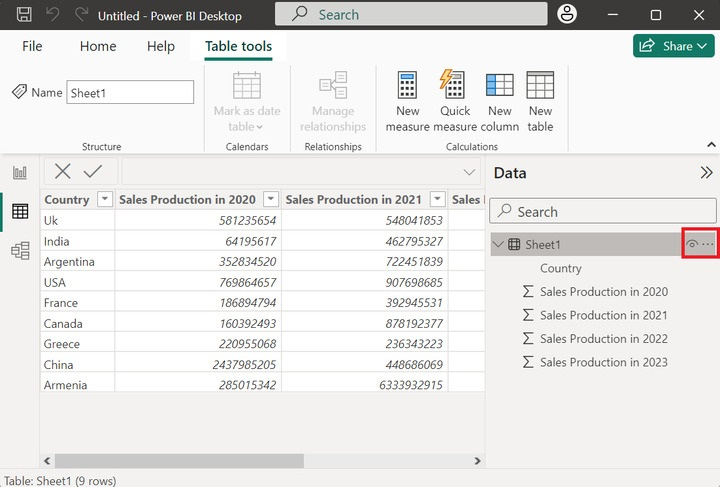 Untitled - Power BI Desktop
Search
File Home Help Table tools Share
Name Sheet1
Mark as date table
Manage relationships
New measure
Quick measure
New column
New table
Structure Calendars Relationships Calculations
Data
Search
Sheet1
Country
Sales Production in 2020
Sales Production in 2021
Sales Production in 2022
Sales Production in 2023
Country Sales Production in 2020 Sales Production in 2021 Sales
Uk 581235654 548041853
India 64195617 462795327
Argentina 352834520 722451839
USA 769864657 907698685
France 186894794 392945531
Canada 160392493 878192377
Greece 220955068 236343223
China 2437985205 448686069
Armenia 285015342 6333932915
Table: Sheet1 (9 rows)